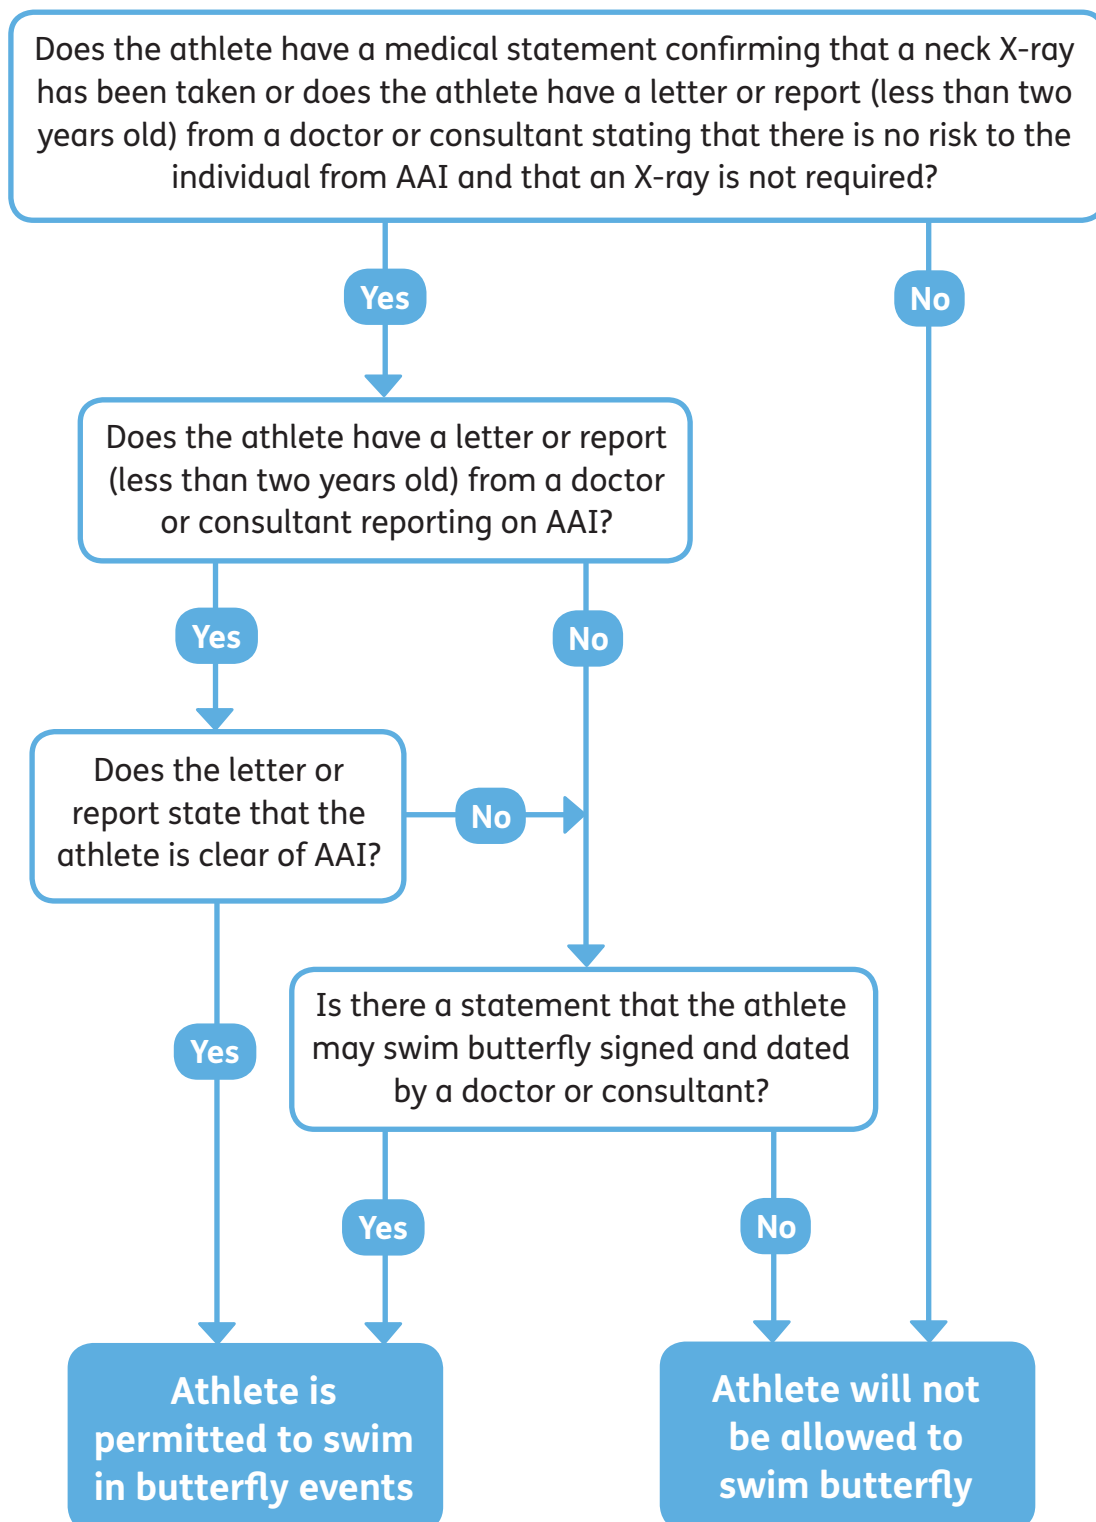 Does the athlete have a medical statement confirming that a neck X-ray
has been taken or does the athlete have a letter or report (less than two
years old) from a doctor or consultant stating that there is no risk to the
individual from AAI and that an X-ray is not required?
Yes
No
Does the athlete have a letter or report
(less than two years old) from a doctor
or consultant reporting on AAI?
Yes
No
Does the letter or
report state that the
athlete is clear of AAI?
No
Is there a statement that the athlete
may swim butterfly signed and dated
by a doctor or consultant?
Yes
Yes
No
Athlete is
permitted to swim
in butterfly events
Athlete will not
be allowed to
swim butterfly